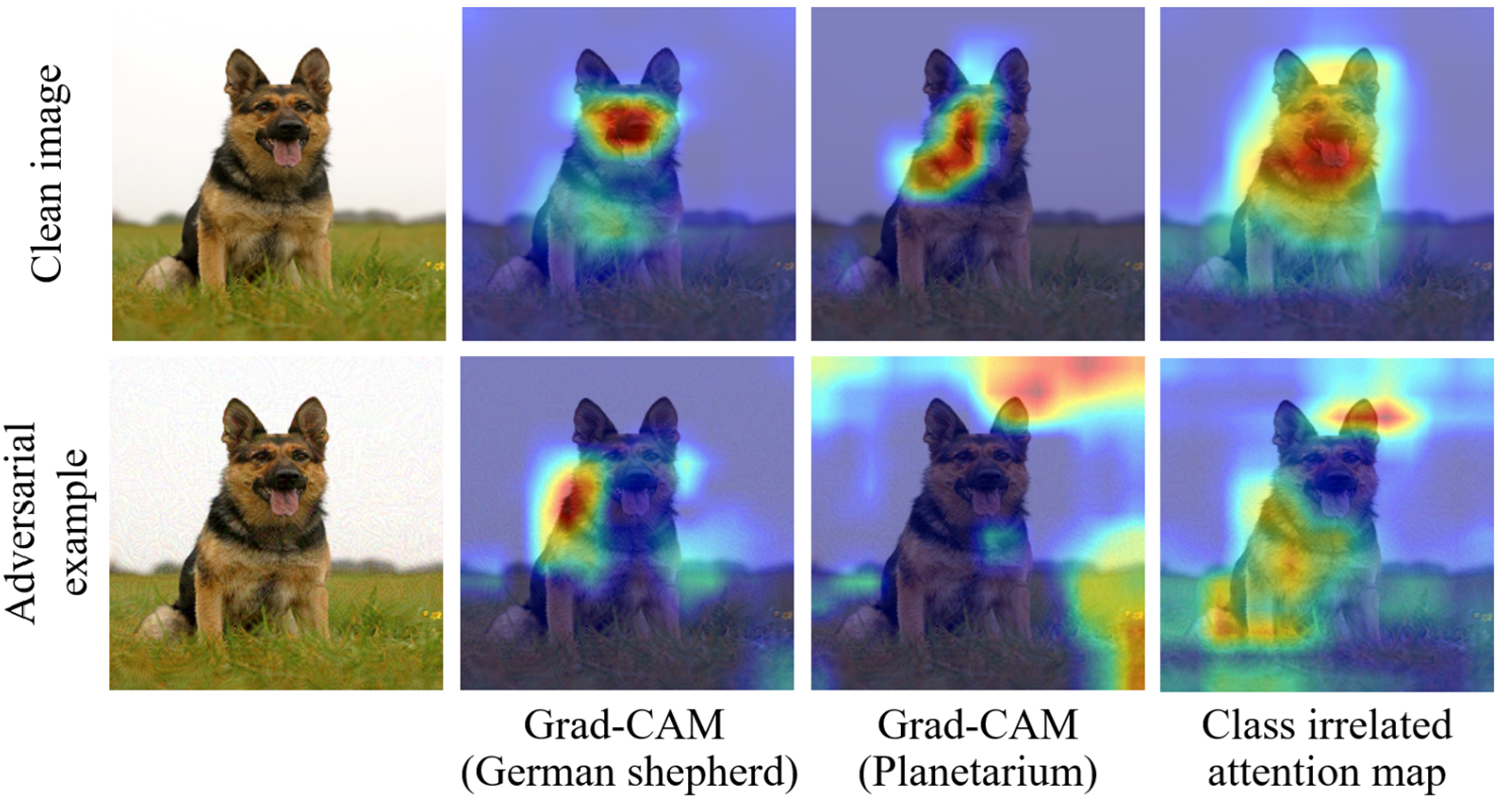 Clean image
Adversarial
example
Grad-CAM
(German shepherd)
Grad-CAM
(Planetarium)
Class irrelated
attention map